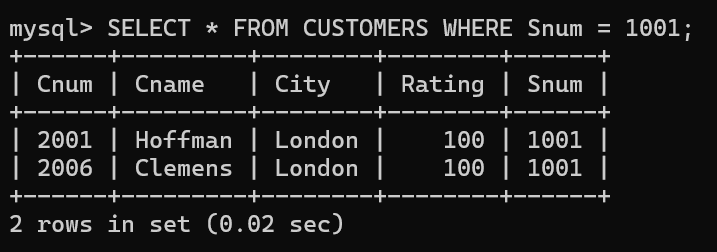 mysql> SELECT * FROM CUSTOMERS WHERE Snum = 1001;
+------+---------+--------+--------+------+
| Cnum | Cname   | City   | Rating | Snum |
+------+---------+--------+--------+------+
| 2001 | Hoffman | London |    100 | 1001 |
| 2006 | Clemens | London |    100 | 1001 |
+------+---------+--------+--------+------+
2 rows in set (0.02 sec)